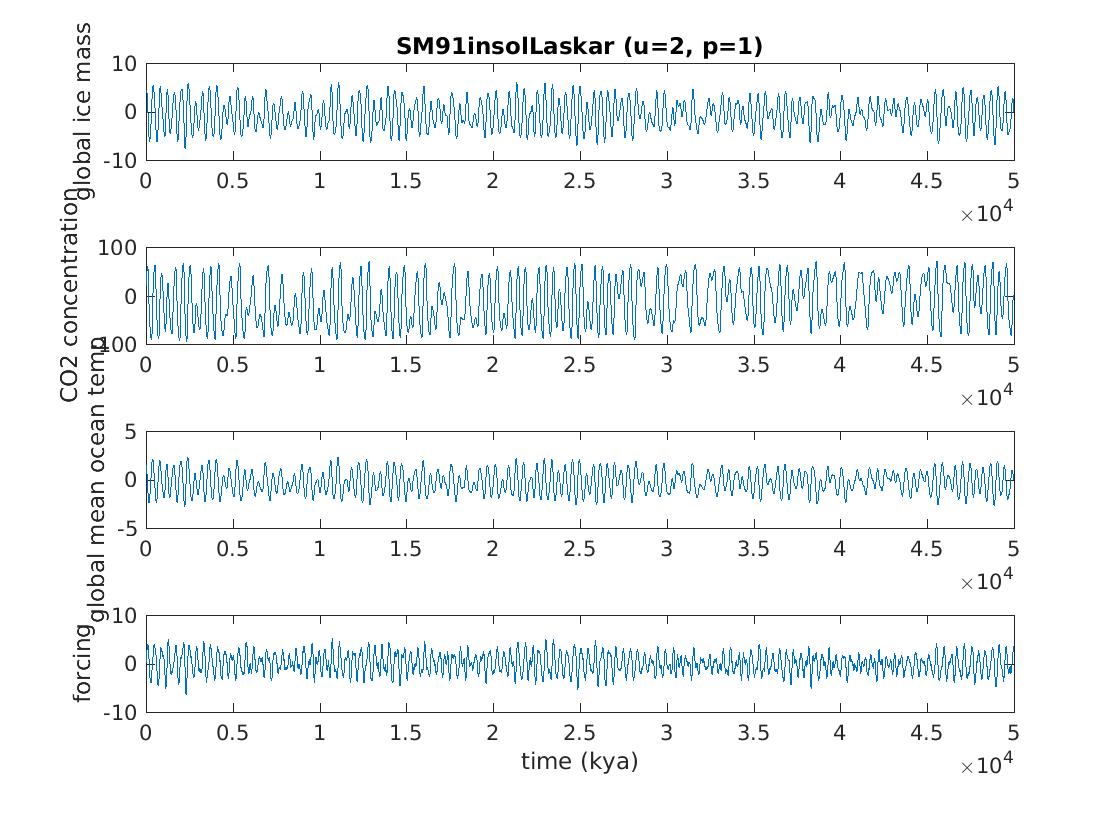 SM91insolLaskar (u=2, p=1)
global ice mass
10
0
-10
0 0.5 1 1.5 2 2.5 3 3.5 4 4.5 5
×10^4
CO2 concentration
100
0
-100
0 0.5 1 1.5 2 2.5 3 3.5 4 4.5 5
×10^4
global mean ocean temp
5
0
-5
0 0.5 1 1.5 2 2.5 3 3.5 4 4.5 5
×10^4
forcing
10
0
-10
0 0.5 1 1.5 2 2.5 3 3.5 4 4.5 5
time (kya)
×10^4